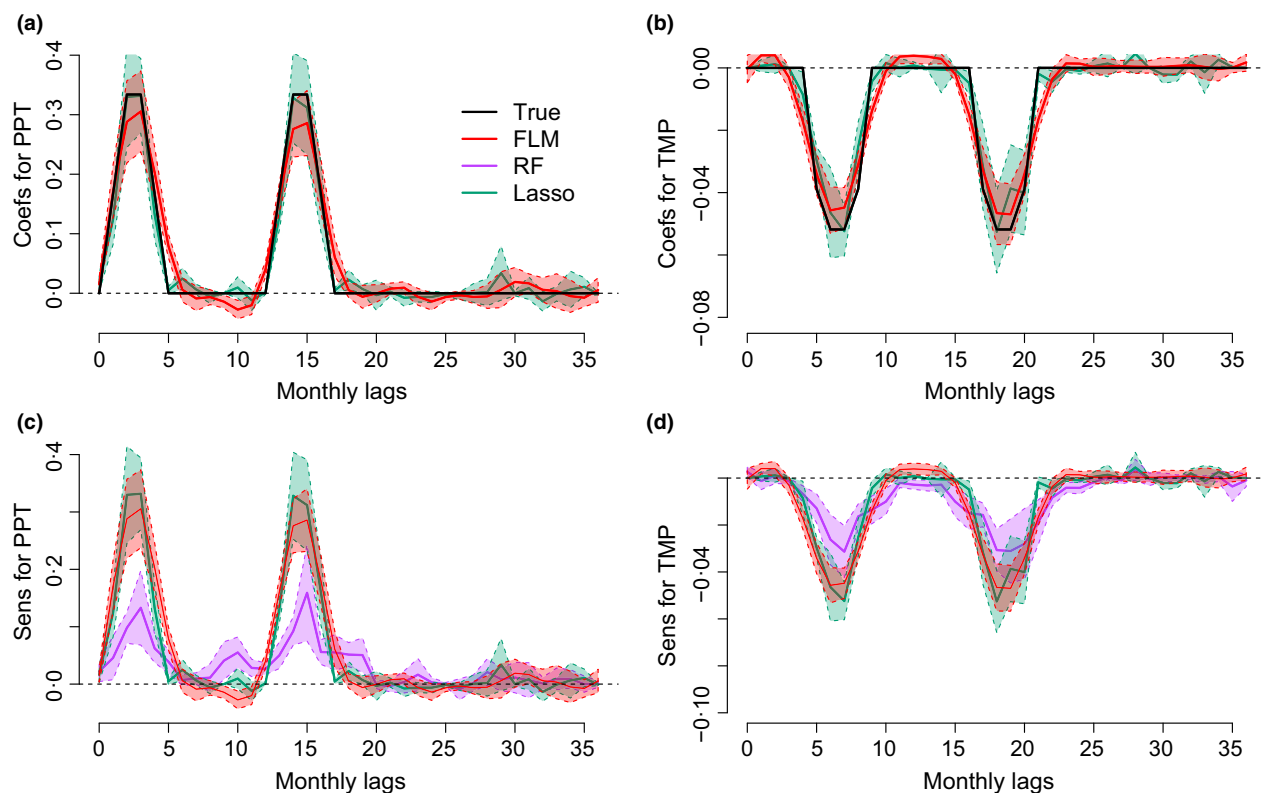 (a)
Coefs for PPT
0·4
0·3
0·2
0·1
0·0
True
FLM
RF
Lasso
0 5 10 15 20 25 30 35
Monthly lags
(b)
Coefs for TMP
0·00
−0·04
−0·08
0 5 10 15 20 25 30 35
Monthly lags
(c)
Sens for PPT
0·4
0·2
0·0
0 5 10 15 20 25 30 35
Monthly lags
(d)
Sens for TMP
−0·04
−0·10
0 5 10 15 20 25 30 35
Monthly lags